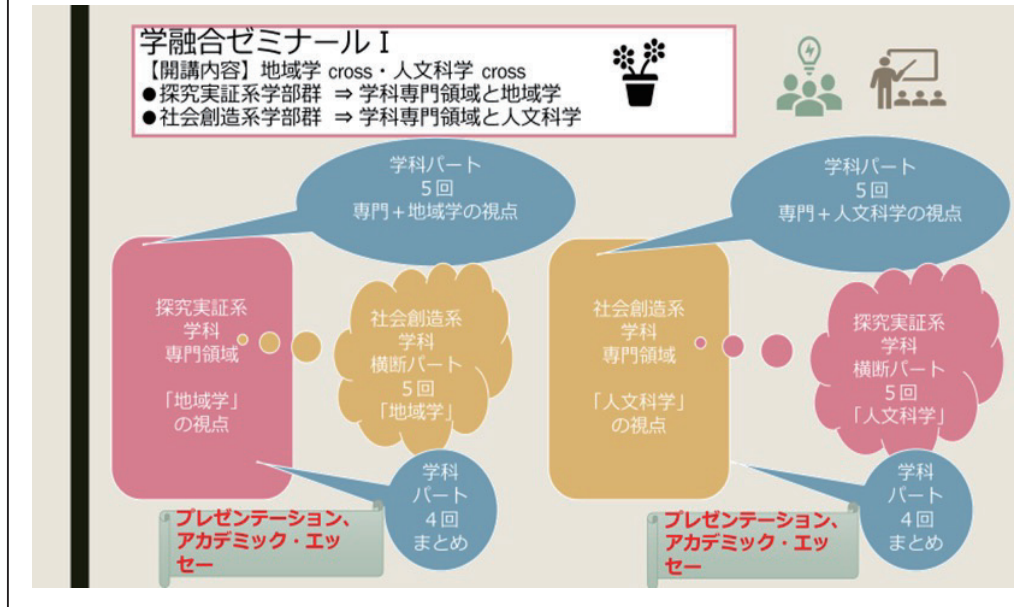 学融合ゼミナールⅠ
【開講内容】地域学 cross・人文科学 cross
●探究実証系学部群 ⇒ 学科専門領域と地域学
●社会創造系学部群 ⇒ 学科専門領域と人文科学
学科パート
5回
専門+地域学の視点
探究実証系
学科
専門領域
「地域学」
の視点
社会創造系
学科
横断パート
5回
「地域学」
学科
パート
4回
まとめ
プレゼンテーション、
アカデミック・エッ
セー
学科パート
5回
専門+人文科学の視点
社会創造系
学科
専門領域
「人文科学」
の視点
探究実証系
学科
横断パート
5回
「人文科学」
学科
パート
4回
まとめ
プレゼンテーション、
アカデミック・エッ
セー